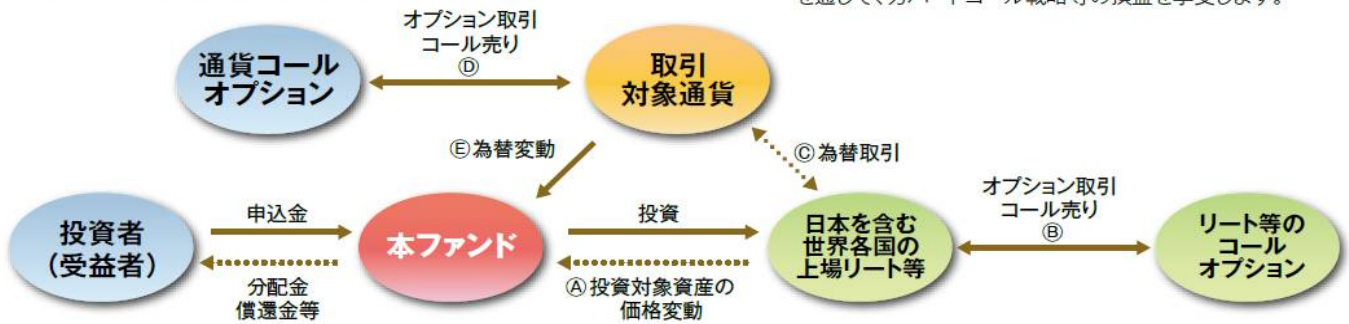 オプション取引
コール売り
Ⓓ
通貨コール
オプション
取引
対象通貨
Ⓔ為替変動
Ⓒ為替取引
オプション取引
コール売り
Ⓑ
投資者
(受益者)
申込金
分配金
償還金等
本ファンド
投資
Ⓐ投資対象資産の
価格変動
日本を含む
世界各国の
上場リート等
リート等の
コール
オプション